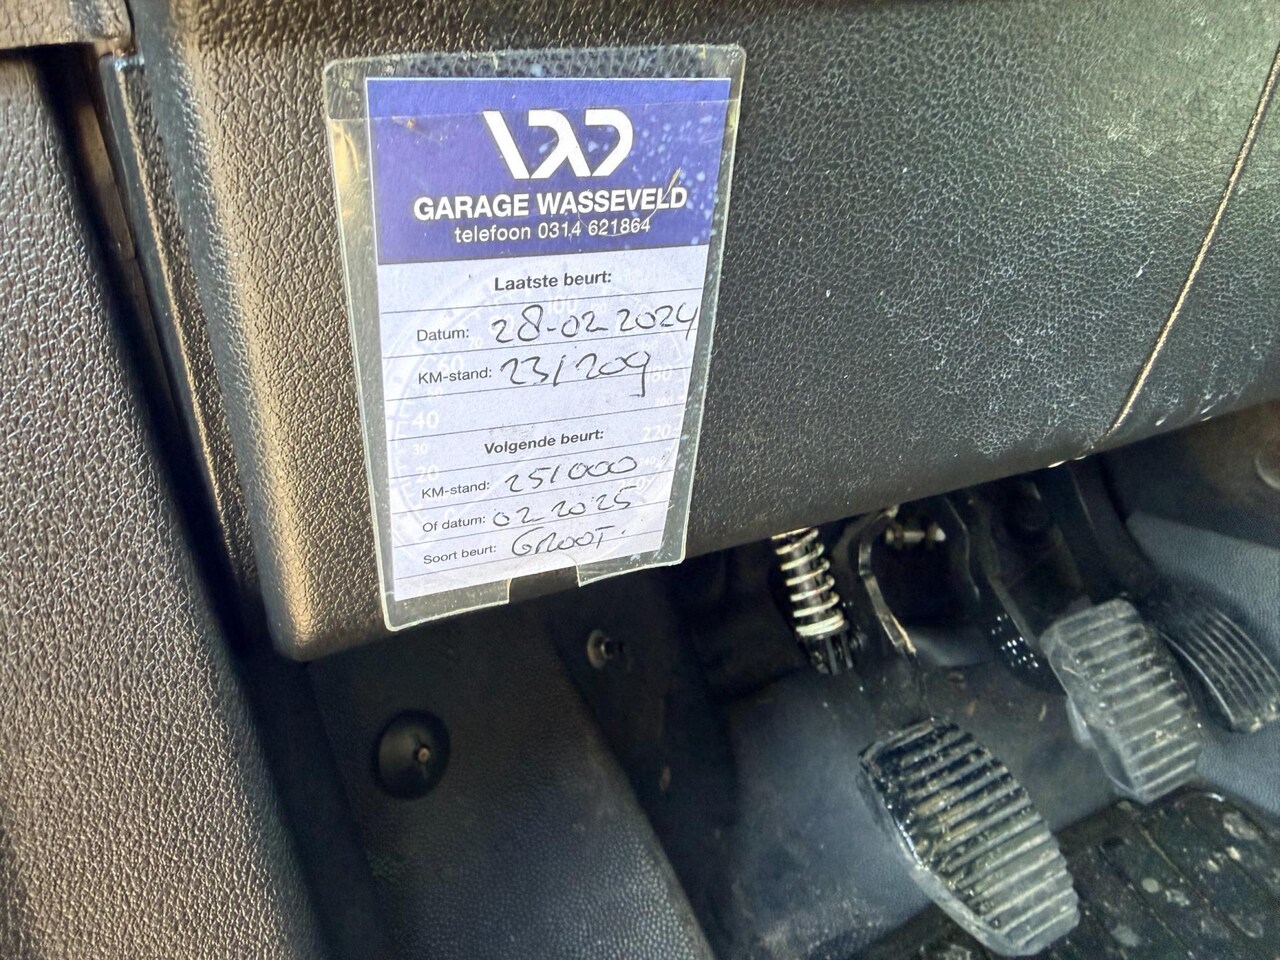 GARAGE WASSEVELD
telefoon 0314 621864
Laatste beurt:
Datum: 28-02 2024
KM-stand: 231209
Volgende beurt:
KM-stand: 251000
Of datum: 02 2025
Soort beurt: GROOT.